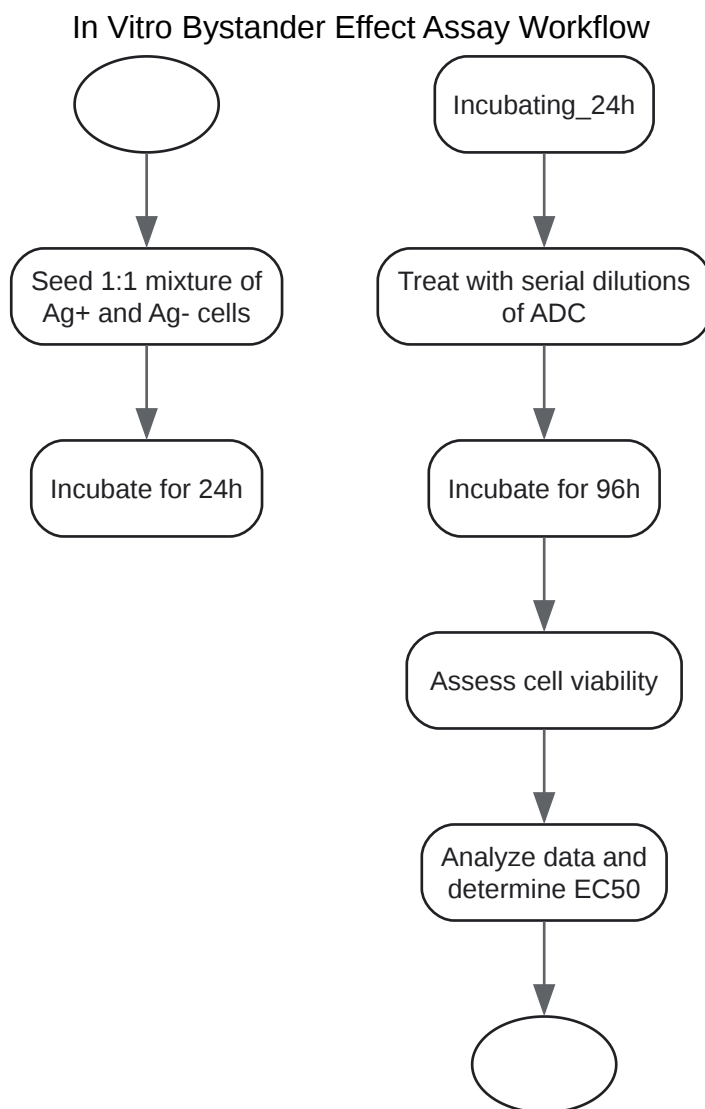 In Vitro Bystander Effect Assay Workflow
Seed 1:1 mixture of
Ag+ and Ag- cells
Incubate for 24h
Incubating_24h
Treat with serial dilutions
of ADC
Incubate for 96h
Assess cell viability
Analyze data and
determine EC50